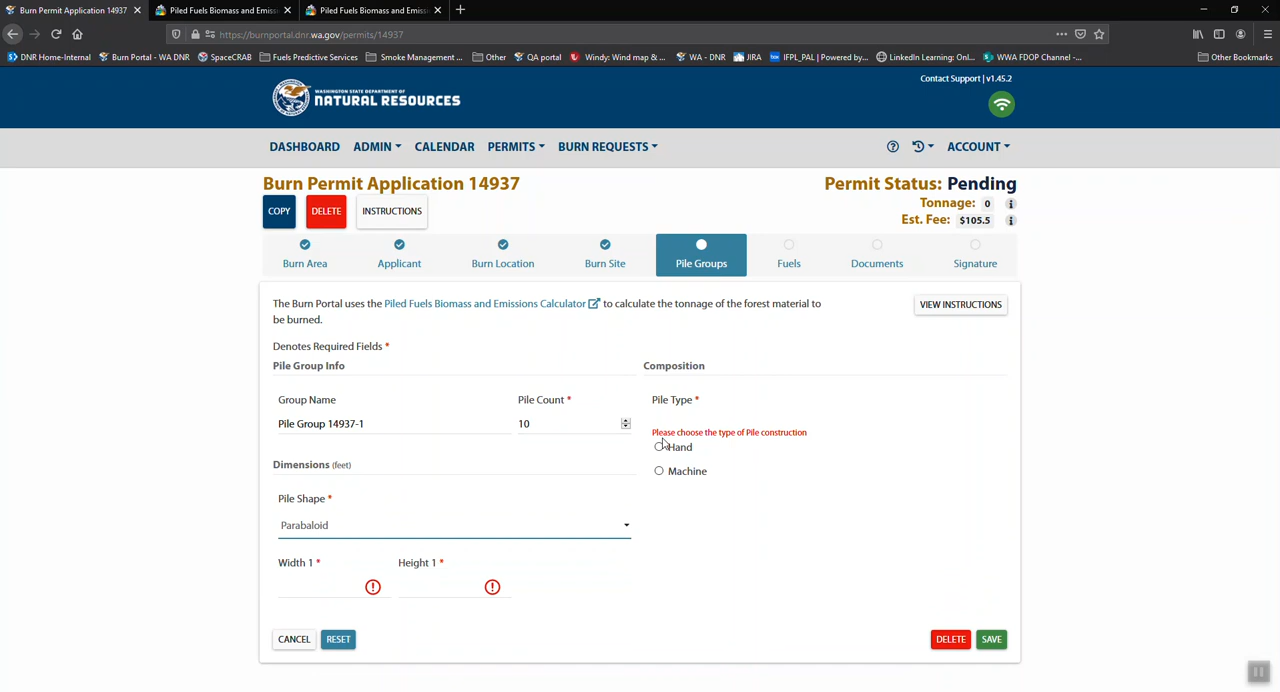 Burn Permit Application 14937
Piled Fuels Biomass and Emissi
Piled Fuels Biomass and Emissi
https://burnportal.dnr.wa.gov/permits/14937
DNR Home-Internal
Burn Portal - WA DNR
SpaceCRAB
Fuels Predictive Services
Smoke Management ...
Other
QA portal
Windy: Wind map & ...
WA - DNR
JIRA
IFPL_PAL | Powered by...
LinkedIn Learning: Onl...
WWA FDOP Channel -...
Other Bookmarks
Contact Support | v1.45.2
WASHINGTON STATE DEPARTMENT OF
NATURAL RESOURCES
DASHBOARD ADMIN CALENDAR PERMITS BURN REQUESTS ACCOUNT
Burn Permit Application 14937
Permit Status: Pending
COPY DELETE INSTRUCTIONS
Tonnage: 0
Est. Fee: $105.5
Burn Area Applicant Burn Location Burn Site Pile Groups Fuels Documents Signature
The Burn Portal uses the Piled Fuels Biomass and Emissions Calculator to calculate the tonnage of the forest material to
be burned.
VIEW INSTRUCTIONS
Denotes Required Fields *
Pile Group Info
Composition
Group Name
Pile Count *
Pile Type *
Pile Group 14937-1
10
Please choose the type of Pile construction
Hand
Machine
Dimensions (feet)
Pile Shape *
Parabaloid
Width 1 *
Height 1 *
CANCEL RESET DELETE SAVE